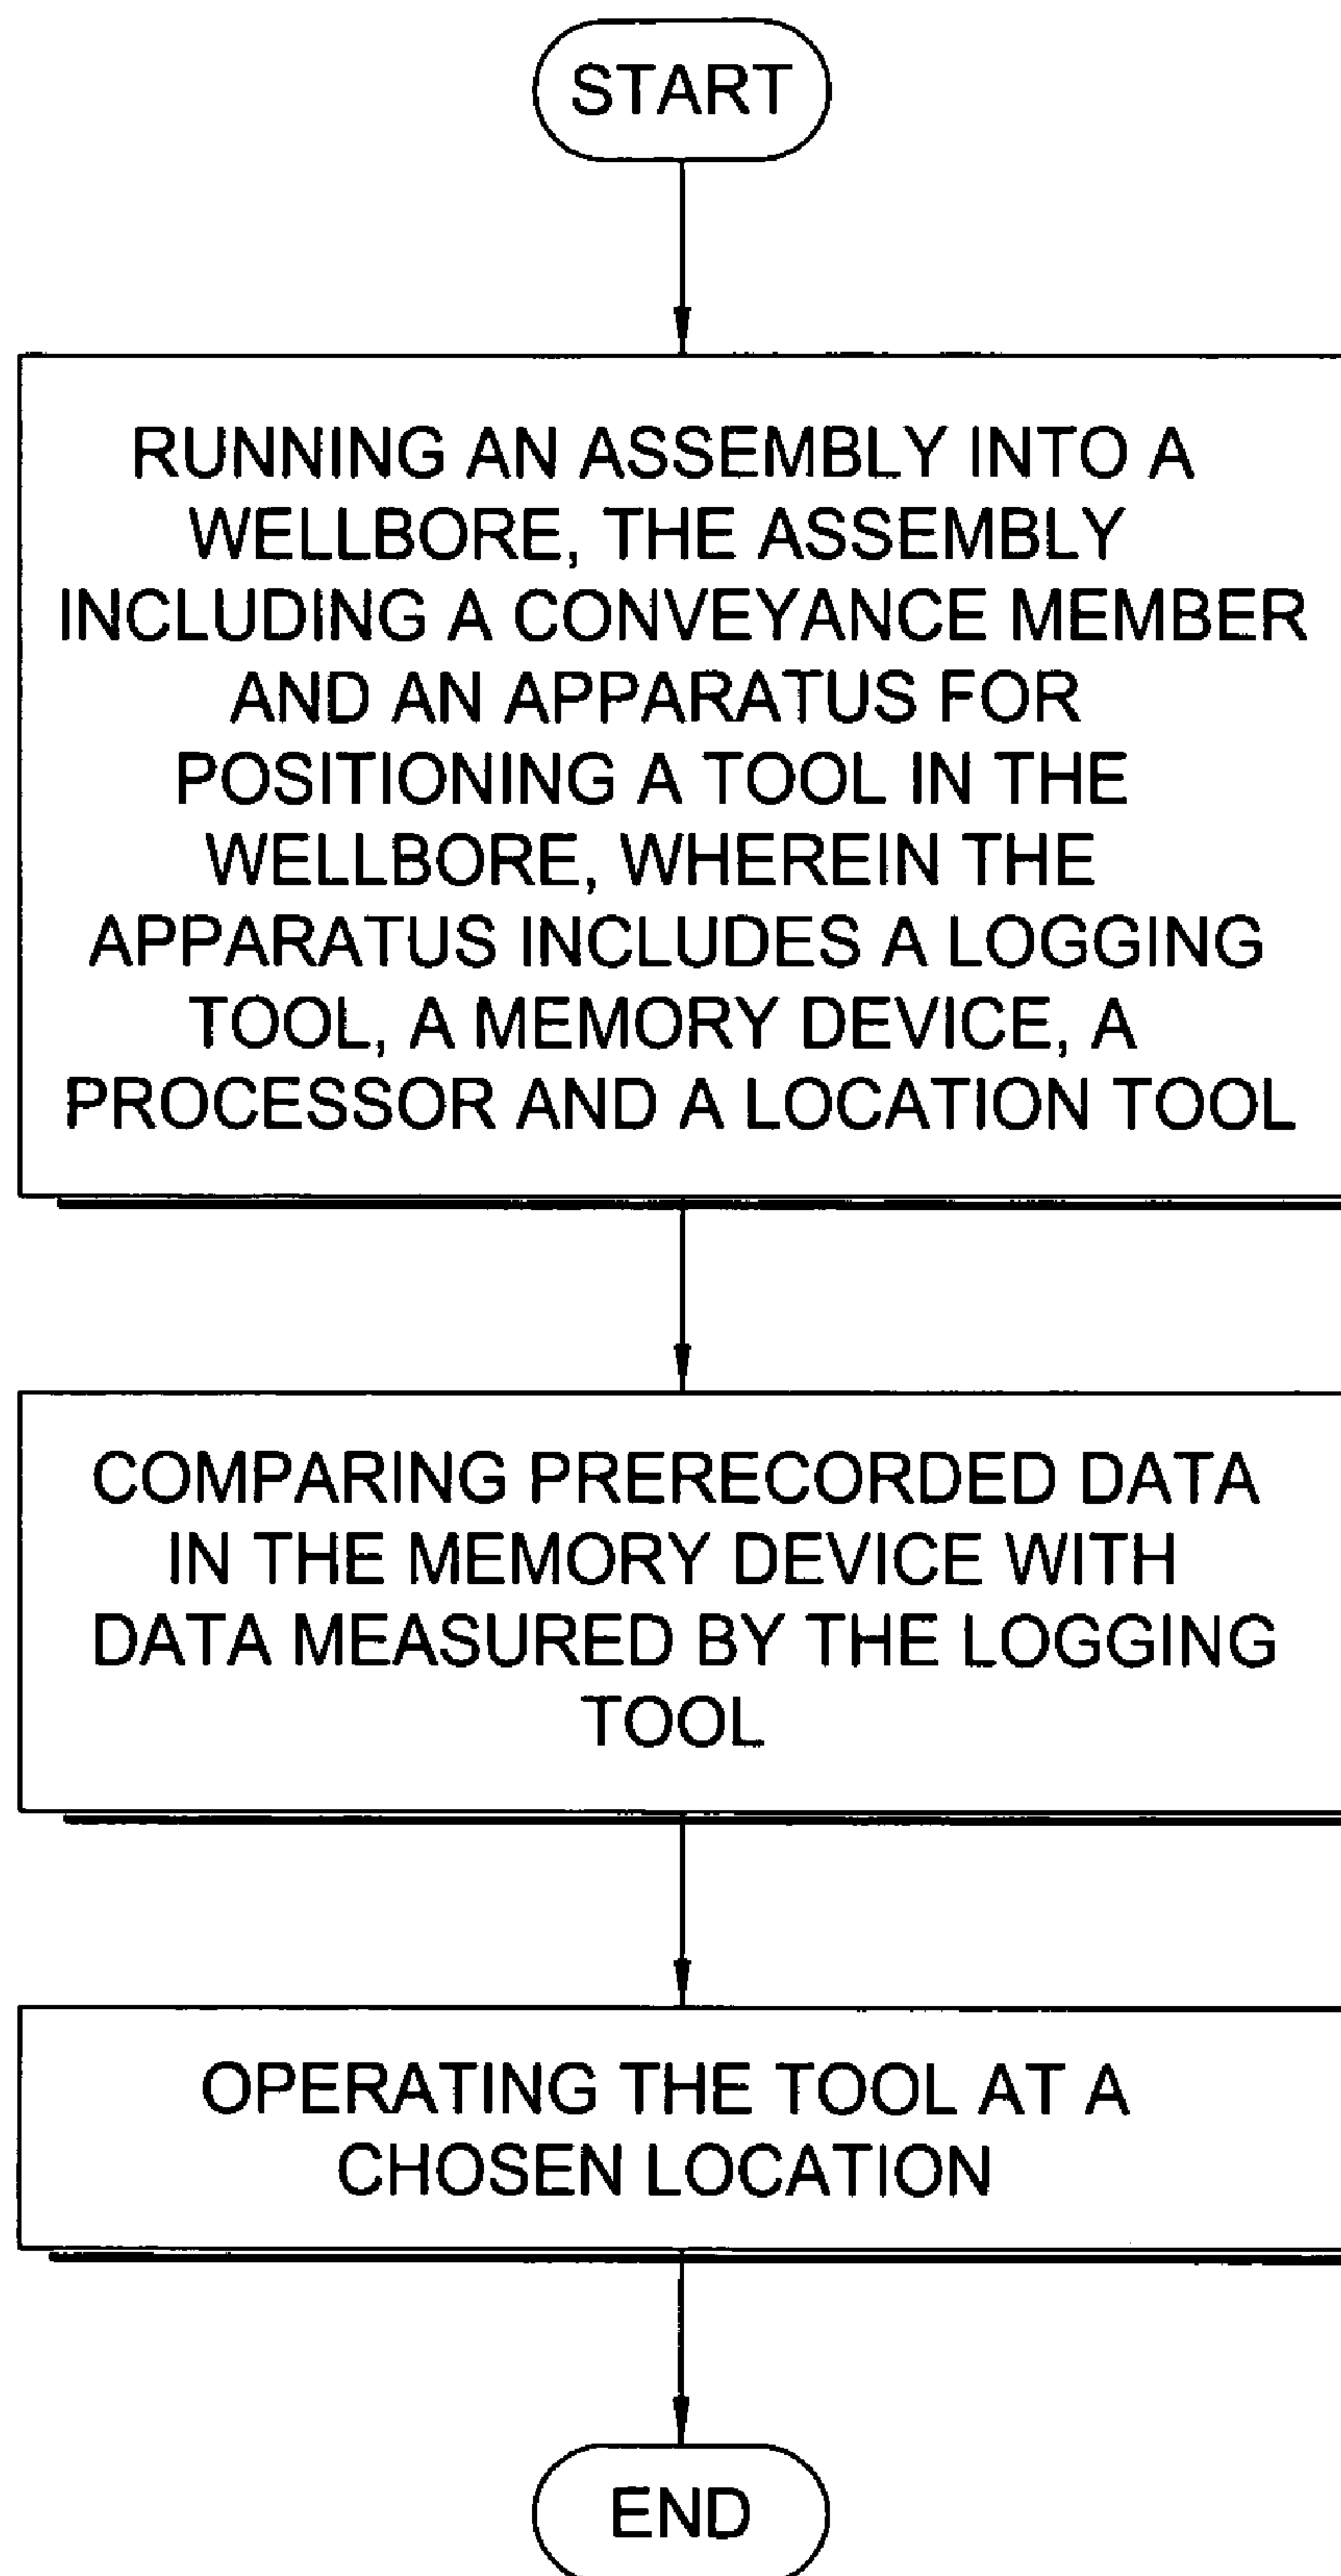 START
RUNNING AN ASSEMBLY INTO A
WELLBORE, THE ASSEMBLY
INCLUDING A CONVEYANCE MEMBER
AND AN APPARATUS FOR
POSITIONING A TOOL IN THE
WELLBORE, WHEREIN THE
APPARATUS INCLUDES A LOGGING
TOOL, A MEMORY DEVICE, A
PROCESSOR AND A LOCATION TOOL
COMPARING PRERECORDED DATA
IN THE MEMORY DEVICE WITH
DATA MEASURED BY THE LOGGING
TOOL
OPERATING THE TOOL AT A
CHOSEN LOCATION
END